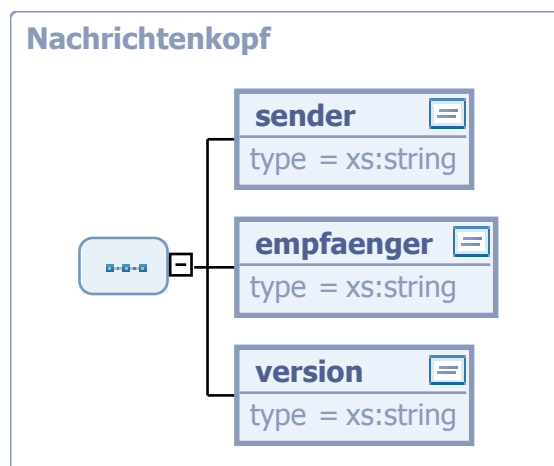 Nachrichtenkopf
sender
type = xs:string
empfaenger
type = xs:string
version
type = xs:string